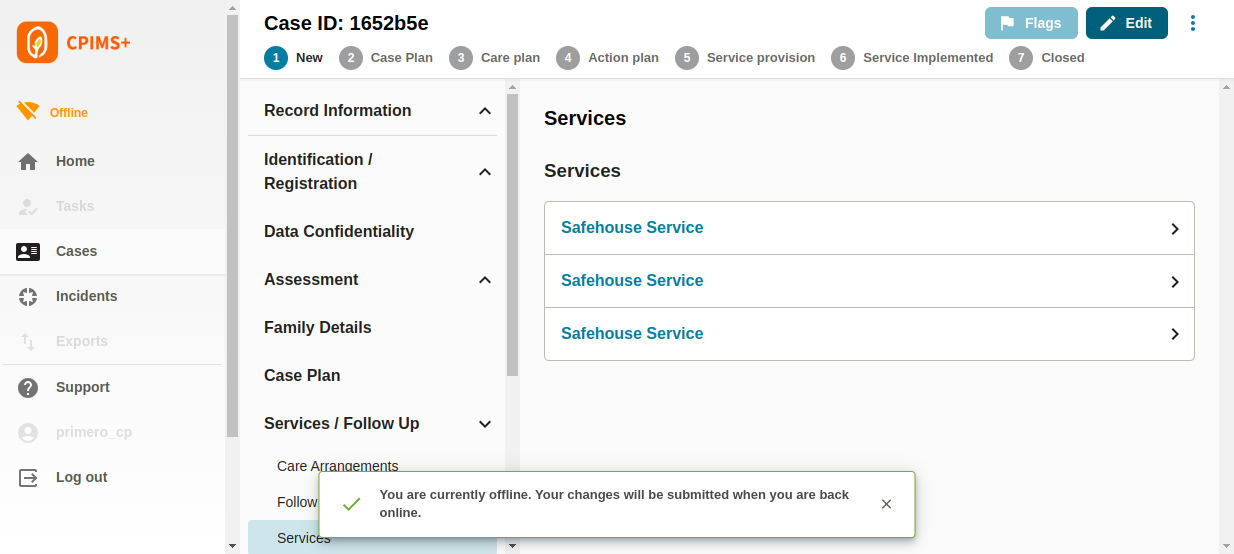 CPIMS+
Offline
Home
Tasks
Cases
Incidents
Exports
Support
primero_cp
Log out
Case ID: 1652b5e
Flags
Edit
1 New 2 Case Plan 3 Care plan 4 Action plan 5 Service provision 6 Service Implemented 7 Closed
Record Information
Identification /
Registration
Data Confidentiality
Assessment
Family Details
Case Plan
Services / Follow Up
Care Arrangements
Follow
Services
Services
Services
Safehouse Service
Safehouse Service
Safehouse Service
You are currently offline. Your changes will be submitted when you are back
online.